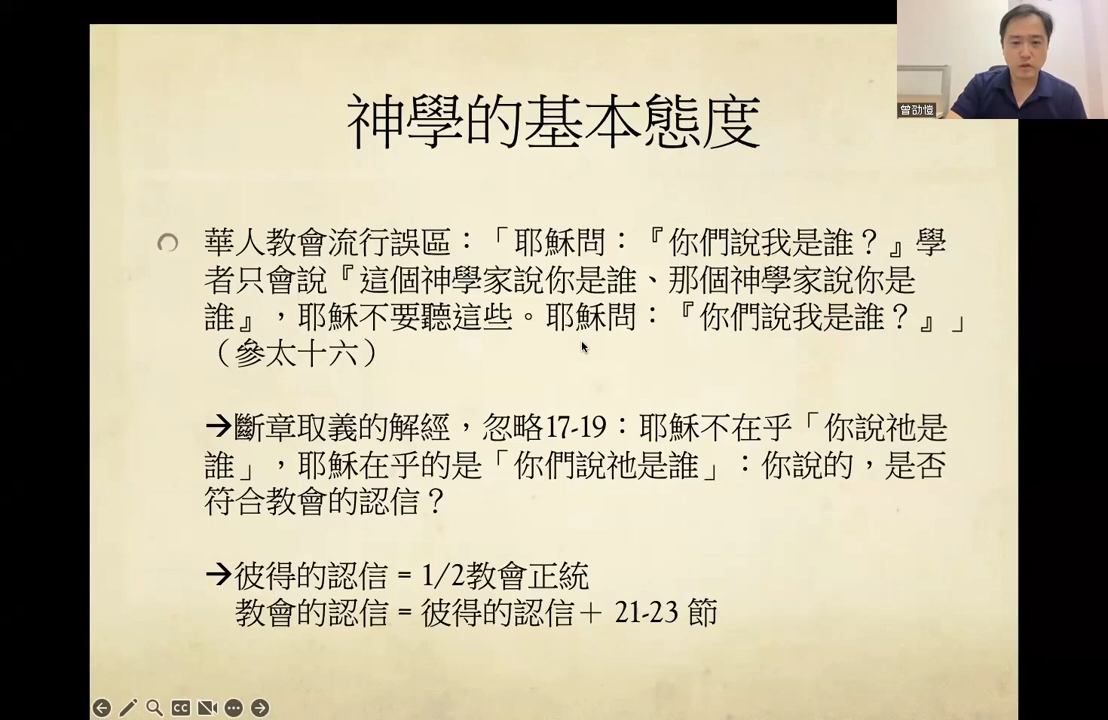 神學的基本態度
曾劭愷
華人教會流行誤區：「耶穌問：『你們說我是誰？』學
者只會說『這個神學家說你是誰、那個神學家說你是
誰』，耶穌不要聽這些。耶穌問：『你們說我是誰？』」
（參太十六）
→斷章取義的解經，忽略17-19：耶穌不在乎「你說祂是
誰」，耶穌在乎的是「你們說祂是誰」：你說的，是否
符合教會的認信？
→彼得的認信 = 1/2教會正統
教會的認信 = 彼得的認信＋ 21-23 節
CC